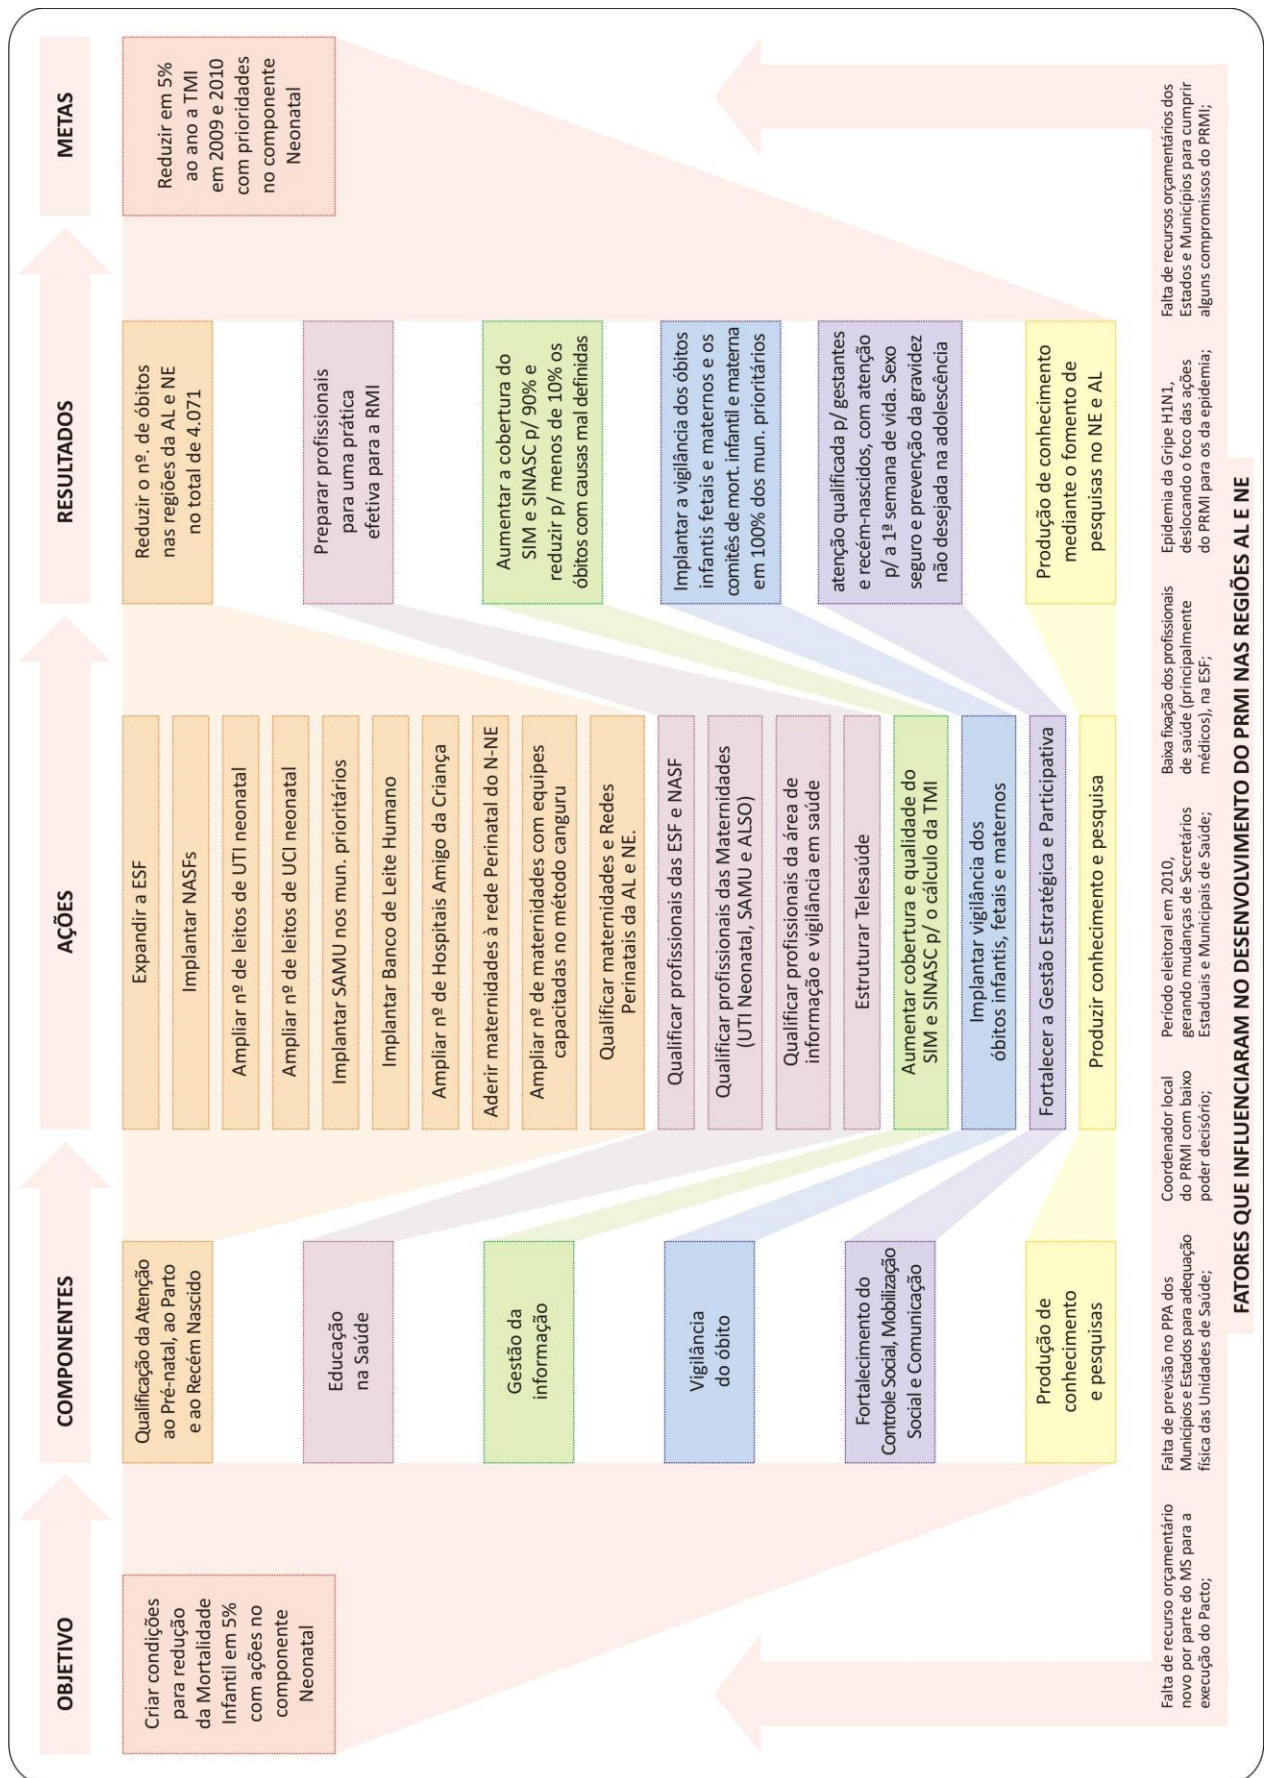 OBJETIVO
Criar condições
para redução
da Mortalidade
Infantil em 5%
com ações no
componente
Neonatal
COMPONENTES
Qualificação da Atenção
ao Pré-natal, ao Parto
e ao Recém Nascido
Educação
na Saúde
Gestão da
informação
Vigilância
do óbito
Fortalecimento do
Controle Social, Mobilização
Social e Comunicação
Produção de
conhecimento
e pesquisas
AÇÕES
Expandir a ESF
Implantar NASFs
Ampliar nº de leitos de UTI neonatal
Ampliar nº de leitos de UCI neonatal
Implantar SAMU nos mun. prioritários
Implantar Banco de Leite Humano
Ampliar nº de Hospitais Amigo da Criança
Aderir maternidades à rede Perinatal do N-NE
Ampliar nº de maternidades com equipes
capacitadas no método canguru
Qualificar maternidades e Redes
Perinatais da AL e NE.
Qualificar profissionais das ESF e NASF
Qualificar profissionais das Maternidades
(UTI Neonatal, SAMU e ALSO)
Qualificar profissionais da área de
informação e vigilância em saúde
Estruturar Telesaúde
Aumentar cobertura e qualidade do
SIM e SINASC p/ o cálculo da TMI
Implantar vigilância dos
óbitos infantis, fetais e maternos
Fortalecer a Gestão Estratégica e Participativa
Produzir conhecimento e pesquisa
RESULTADOS
Reduzir o nº. de óbitos
nas regiões da AL e NE
no total de 4.071
Preparar profissionais
para uma prática
efetiva para a RMI
Aumentar a cobertura do
SIM e SINASC p/ 90% e
reduzir p/ menos de 10% os
óbitos com causas mal definidas
Implantar a vigilância dos óbitos
infantis fetais e maternos e os
comitês de mort. infantil e materna
em 100% dos mun. prioritários
atenção qualificada p/ gestantes
e recém-nascidos, com atenção
p/ a 1ª semana de vida. Sexo
seguro e prevenção da gravidez
não desejada na adolescência
Produção de conhecimento
mediante o fomento de
pesquisas no NE e AL
METAS
Reduzir em 5%
ao ano a TMI
em 2009 e 2010
com prioridades
no componente
Neonatal
Falta de recurso orçamentário
novo por parte do MS para a
execução do Pacto;
Falta de previsão no PPA dos
Municípios e Estados para adequação
física das Unidades de Saúde;
Coordenador local
do PRMI com baixo
poder decisório;
Período eleitoral em 2010,
gerando mudanças de Secretários
Estaduais e Municipais de Saúde;
Baixa fixação dos profissionais
de saúde (principalmente
médicos), na ESF;
Epidemia da Gripe H1N1,
deslocando o foco das ações
do PRMI para os da epidemia;
Falta de recursos orçamentários dos
Estados e Municípios para cumprir
alguns compromissos do PRMI;
FATORES QUE INFLUENCIARAM NO DESENVOLVIMENTO DO PRMI NAS REGIÕES AL E NE